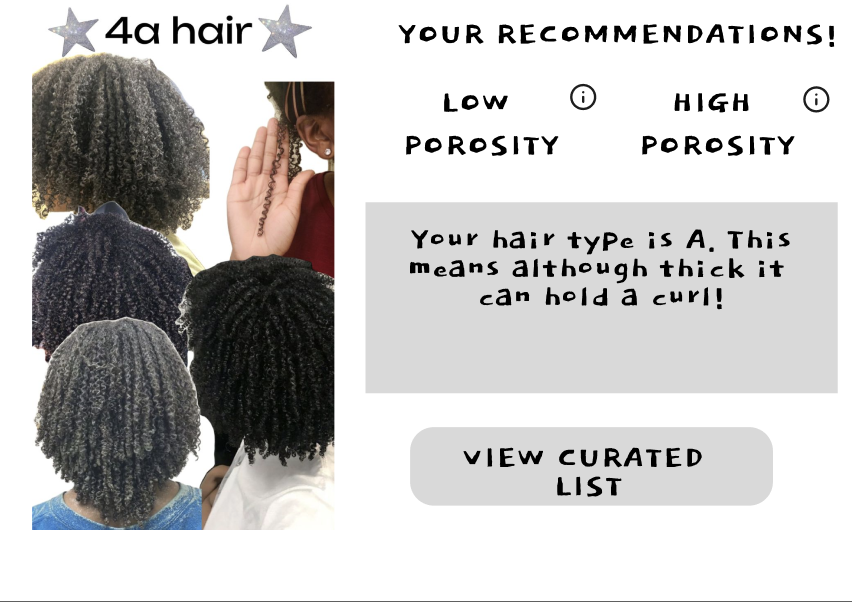 4a hair
YOUR RECOMMENDATIONS!
LOW
POROSITY
HIGH
POROSITY
Your hair type is A. This
means although thick it
can hold a curl!
VIEW CURATED
LIST